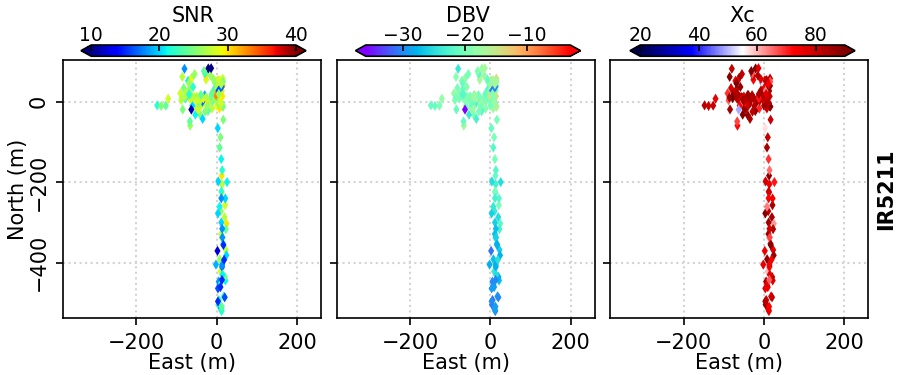 SNR DBV Xc
10 20 30 40 −30 −20 −10 20 40 60 80
North (m)
0
−200
−400
IR5211
−200 0 200 −200 0 200 −200 0 200
East (m) East (m) East (m)